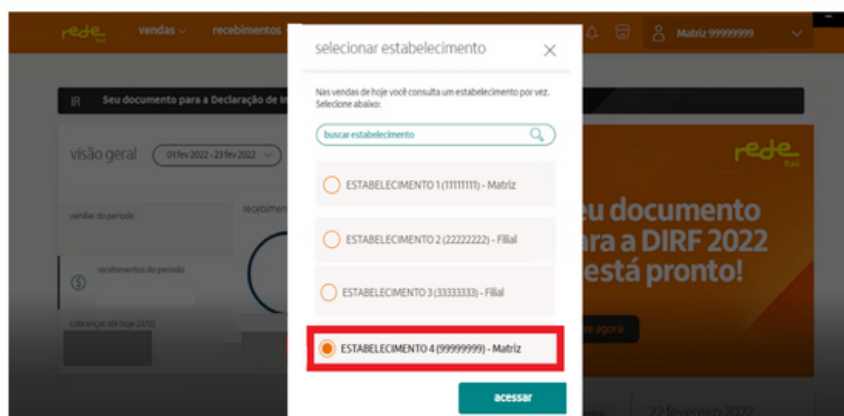 rede
Itaú
vendas
recebimentos
Matriz 99999999
selecionar estabelecimento
Nas vendas de hoje você consulta um estabelecimento por vez.
Selecione abaixo:
buscar estabelecimento
ESTABELECIMENTO 1 (11111111) - Matriz
ESTABELECIMENTO 2 (22222222) - Filial
ESTABELECIMENTO 3 (33333333) - Filial
ESTABELECIMENTO 4 (99999999) - Matriz
acessar
IR Seu documento para a Declaração de
visão geral
01 fev 2022 - 23 fev 2022
vendas do período
recebimentos do período
cobranças até hoje 23/02
rede
Itaú
documento
a DIRF 2022
está pronto!
agora
22 fevereiro 2022